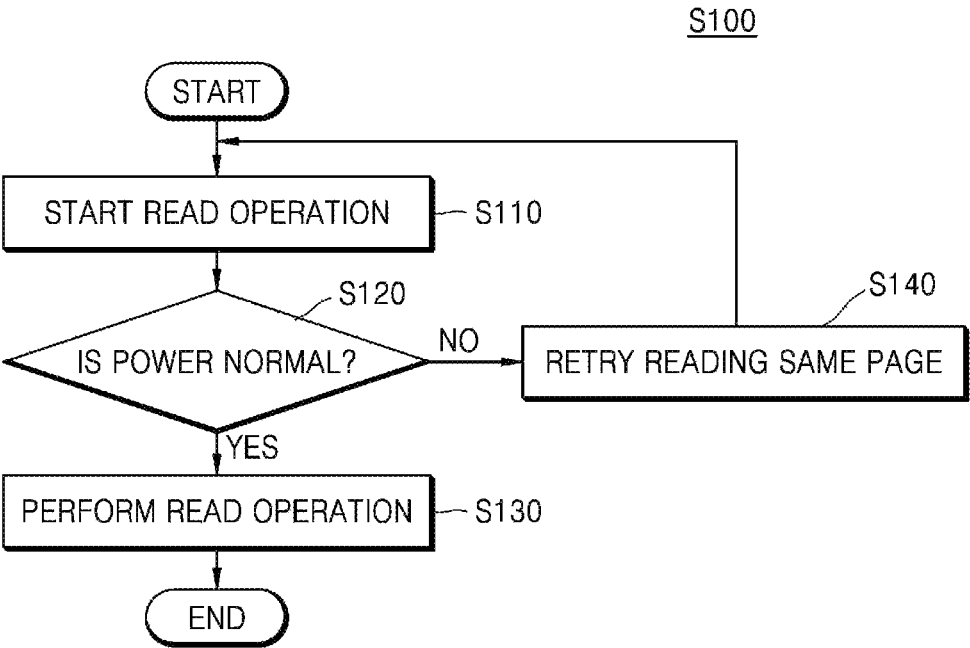 S100
START
START READ OPERATION
S110
S120
IS POWER NORMAL?
NO
S140
RETRY READING SAME PAGE
YES
PERFORM READ OPERATION
S130
END